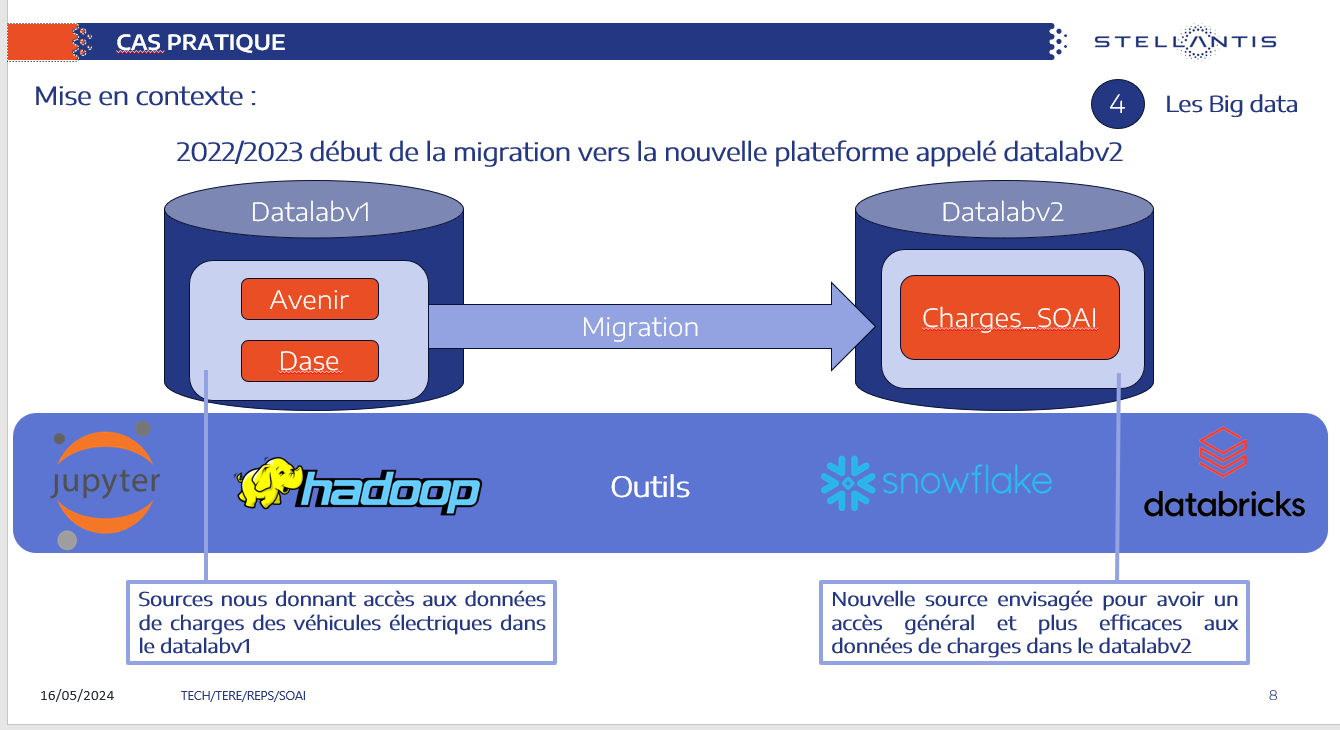 CAS PRATIQUE
STELLANTIS
Mise en contexte :
4
Les Big data
2022/2023 début de la migration vers la nouvelle plateforme appelé datalabv2
Datalabv1
Datalabv2
Avenir
Dase
Migration
Charges_SOAI
jupyter
hadoop
Outils
snowflake
databricks
Sources nous donnant accès aux données
de charges des véhicules électriques dans
le datalabv1
Nouvelle source envisagée pour avoir un
accès général et plus efficaces aux
données de charges dans le datalabv2
16/05/2024
TECH/TERE/REPS/SOAI
8